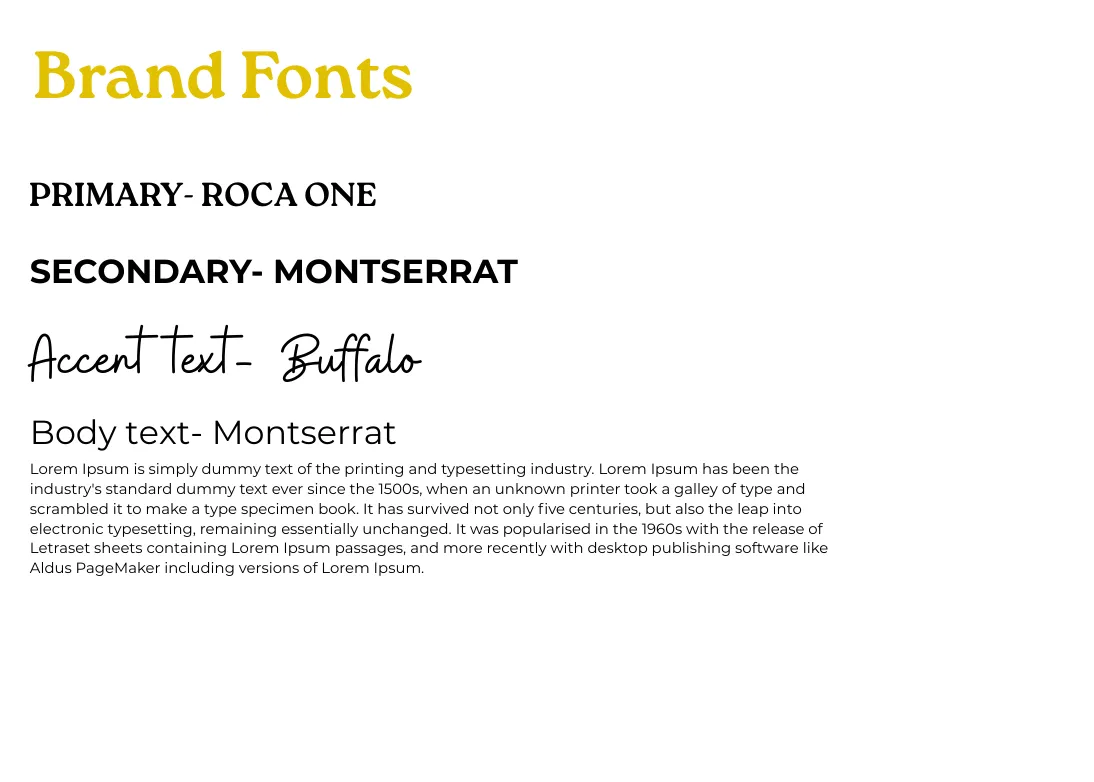 Brand Fonts
PRIMARY- ROCA ONE
SECONDARY- MONTSERRAT
Accent text- Buffalo
Body text- Montserrat
Lorem Ipsum is simply dummy text of the printing and typesetting industry. Lorem Ipsum has been the
industry's standard dummy text ever since the 1500s, when an unknown printer took a galley of type and
scrambled it to make a type specimen book. It has survived not only five centuries, but also the leap into
electronic typesetting, remaining essentially unchanged. It was popularised in the 1960s with the release of
Letraset sheets containing Lorem Ipsum passages, and more recently with desktop publishing software like
Aldus PageMaker including versions of Lorem Ipsum.